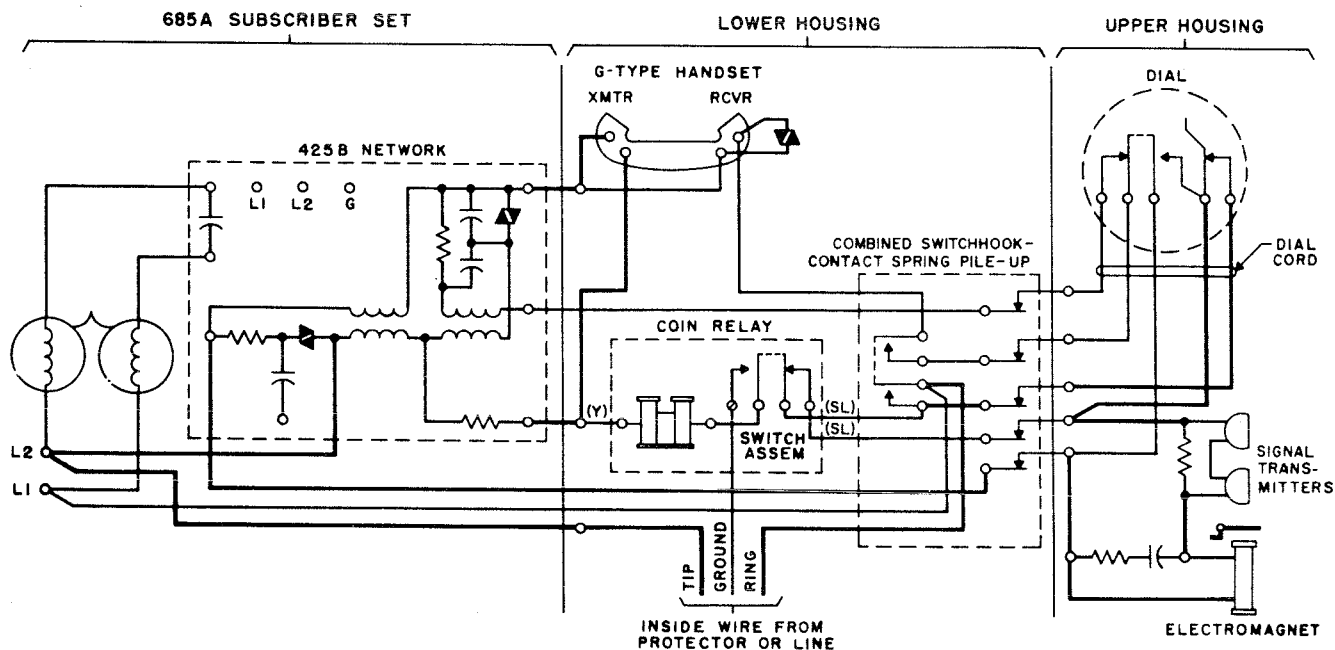 685A SUBSCRIBER SET
LOWER HOUSING
UPPER HOUSING
G-TYPE HANDSET
XMTR
RCVR
DIAL
425B NETWORK
L1
L2
G
COMBINED SWITCHHOOK-
CONTACT SPRING PILE-UP
DIAL
CORD
COIN RELAY
(Y)
(SL)
(SL)
SWITCH
ASSEM
L2
L1
SIGNAL
TRANS-
MITTERS
TIP
GROUND
RING
INSIDE WIRE FROM
PROTECTOR OR LINE
ELECTROMAGNET